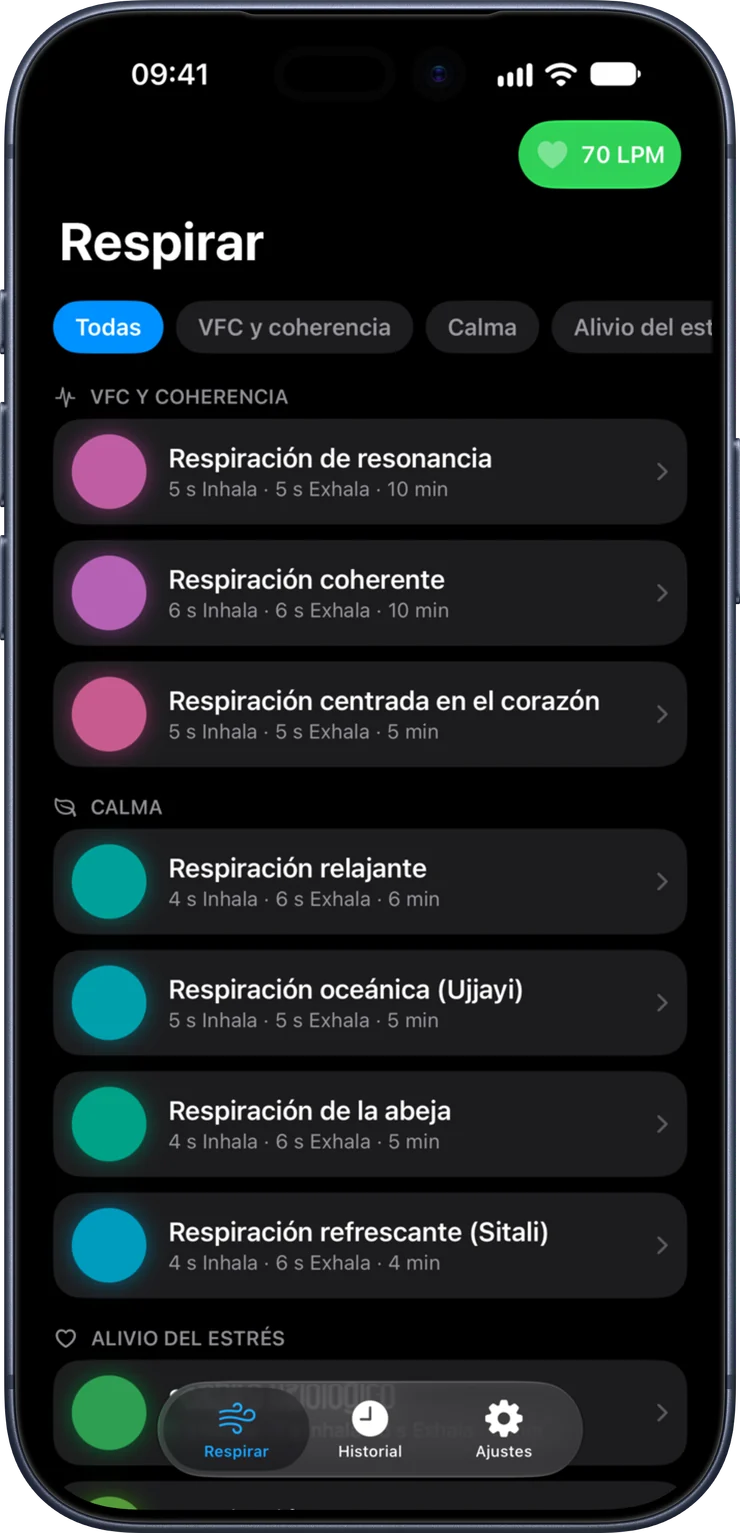 09:41
70 LPM
Respirar
Todas
VFC y coherencia
Calma
Alivio del est
VFC Y COHERENCIA
Respiración de resonancia
5 s Inhala · 5 s Exhala · 10 min
Respiración coherente
6 s Inhala · 6 s Exhala · 10 min
Respiración centrada en el corazón
5 s Inhala · 5 s Exhala · 5 min
CALMA
Respiración relajante
4 s Inhala · 6 s Exhala · 6 min
Respiración oceánica (Ujjayi)
5 s Inhala · 5 s Exhala · 5 min
Respiración de la abeja
4 s Inhala · 6 s Exhala · 5 min
Respiración refrescante (Sitali)
4 s Inhala · 6 s Exhala · 4 min
ALIVIO DEL ESTRÉS
Respirar
Historial
Ajustes